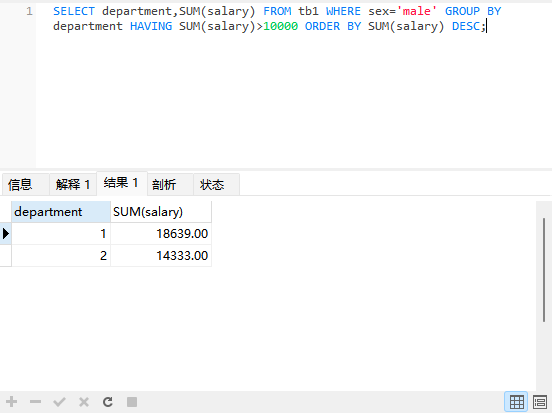 1 SELECT department,SUM(salary) FROM tb1 WHERE sex='male' GROUP BY
department HAVING SUM(salary)>10000 ORDER BY SUM(salary) DESC;
信息 解释 1 结果 1 剖析 状态
department SUM(salary)
1 18639.00
2 14333.00